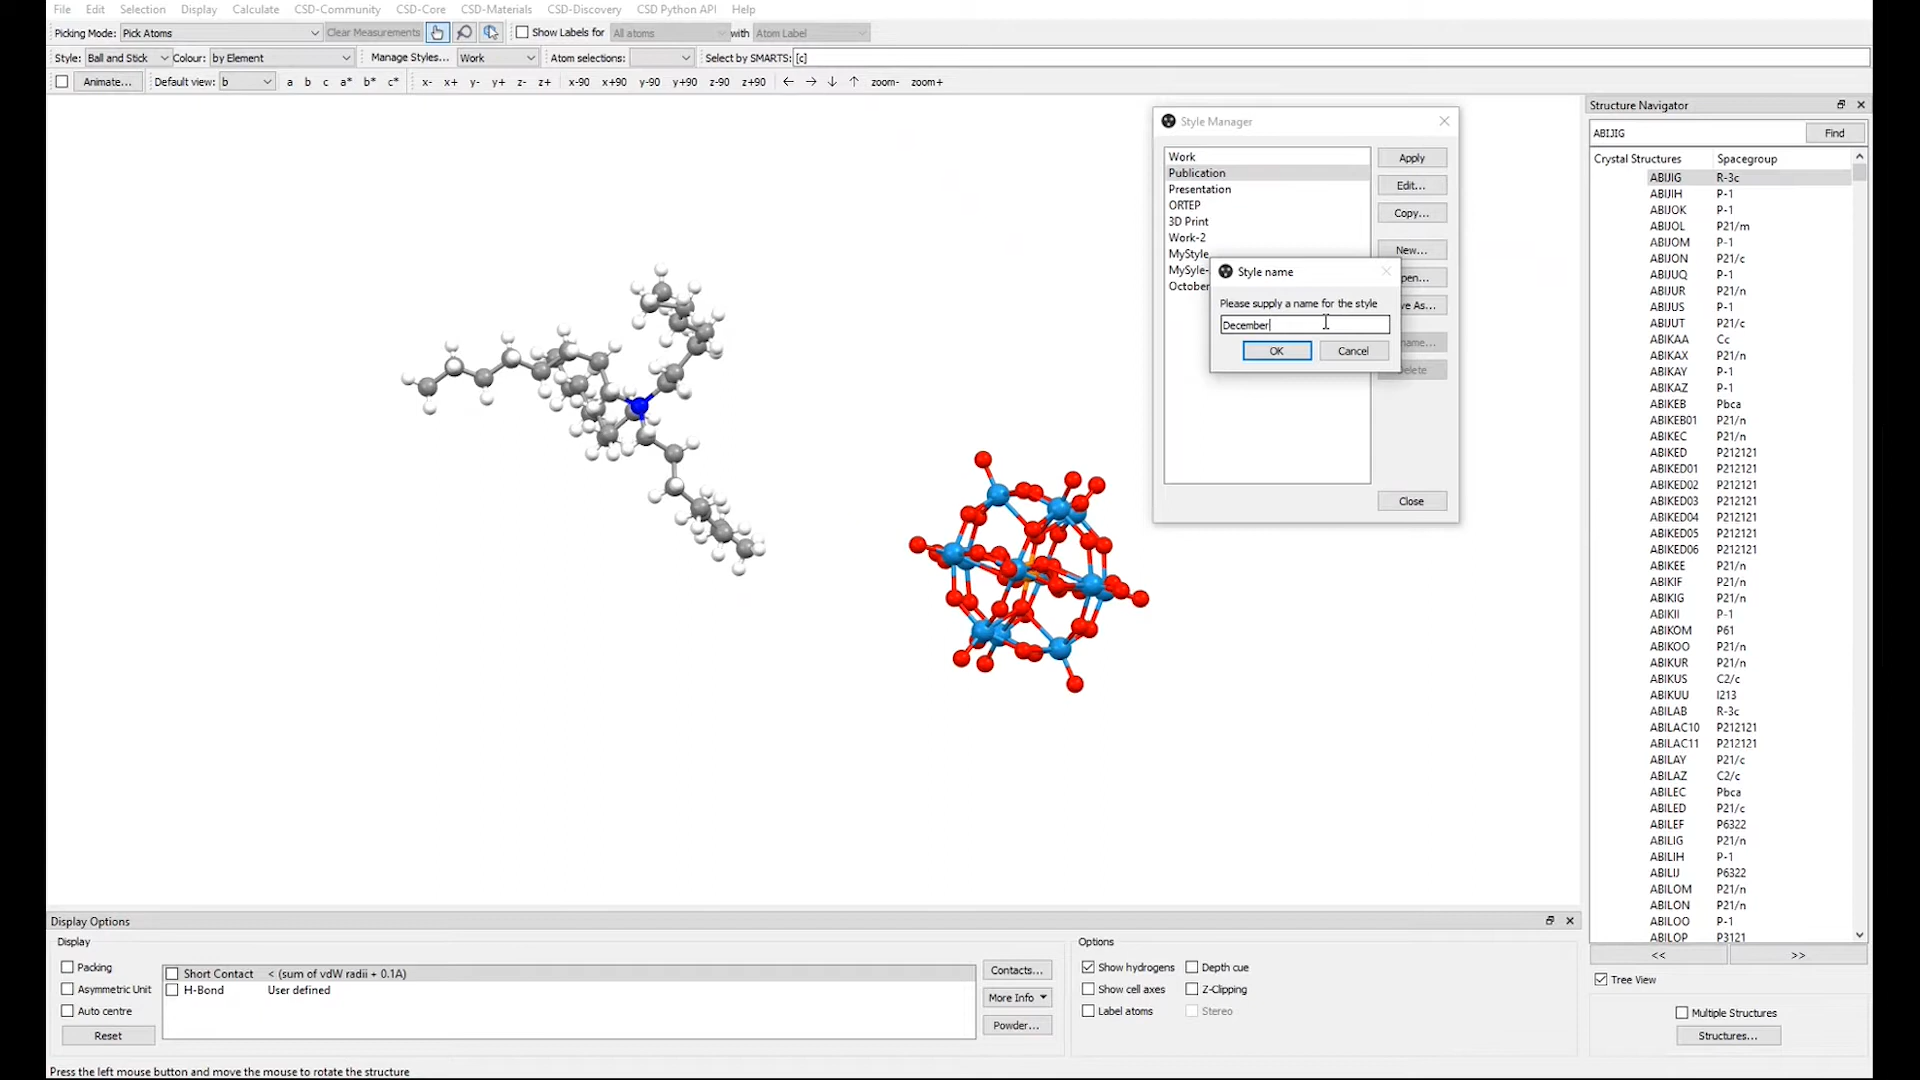 File Edit Selection Display Calculate CSD-Community CSD-Core CSD-Materials CSD-Discovery CSD Python API Help
Picking Mode: Pick Atoms Clear Measurements Show Labels for All atoms with Atom Label
Style: Ball and Stick Colour: by Element Manage Styles... Work Atom selections: Select by SMARTS: [c]
Animate... Default view: b a b c a* b* c* x- x+ y- y+ z- z+ x-90 x+90 y-90 y+90 z-90 z+90 ← → ↓ ↑ zoom- zoom+
Style Manager
Work
Publication
Presentation
ORTEP
3D Print
Work-2
MyStyle
MySyle-
October
Apply
Edit...
Copy...
New...
pen...
ve As...
ame...
elete
Close
Style name
Please supply a name for the style
December
OK Cancel
Structure Navigator
ABIJIG Find
Crystal Structures Spacegroup
ABIJIG R-3c
ABIJIH P-1
ABIJOK P-1
ABIJOL P21/m
ABIJOM P-1
ABIJON P21/c
ABIJUQ P-1
ABIJUR P21/n
ABIJUS P-1
ABIJUT P21/c
ABIKAA Cc
ABIKAX P21/n
ABIKAY P-1
ABIKAZ P-1
ABIKEB Pbca
ABIKEB01 P21/n
ABIKEC P21/n
ABIKED P212121
ABIKED01 P212121
ABIKED02 P212121
ABIKED03 P212121
ABIKED04 P212121
ABIKED05 P212121
ABIKED06 P212121
ABIKEE P21/n
ABIKIF P21/n
ABIKIG P21/n
ABIKII P-1
ABIKOM P61
ABIKOO P21/n
ABIKUR P21/n
ABIKUS C2/c
ABIKUU I213
ABILAB R-3c
ABILAC10 P212121
ABILAC11 P212121
ABILAY P21/c
ABILAZ C2/c
ABILEC Pbca
ABILED P21/c
ABILEF P6322
ABILIG P21/n
ABILIH P-1
ABILIJ P6322
ABILOM P21/n
ABILON P21/n
ABILOO P-1
ABILOP P3121
<< >>
Tree View
Multiple Structures
Structures...
Display Options
Display
Packing
Asymmetric Unit
Auto centre
Reset
Short Contact < (sum of vdW radii + 0.1A)
H-Bond User defined
Contacts...
More Info
Powder...
Options
Show hydrogens Depth cue
Show cell axes Z-Clipping
Label atoms Stereo
Press the left mouse button and move the mouse to rotate the structure